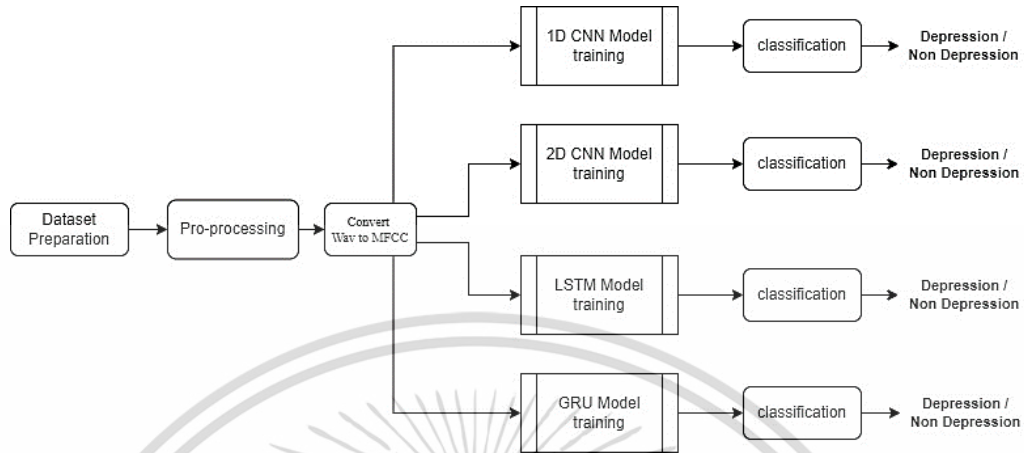 Dataset
Preparation
Pro-processing
Convert
Wav to MFCC
1D CNN Model
training
classification
Depression /
Non Depression
2D CNN Model
training
classification
Depression /
Non Depression
LSTM Model
training
classification
Depression /
Non Depression
GRU Model
training
classification
Depression /
Non Depression